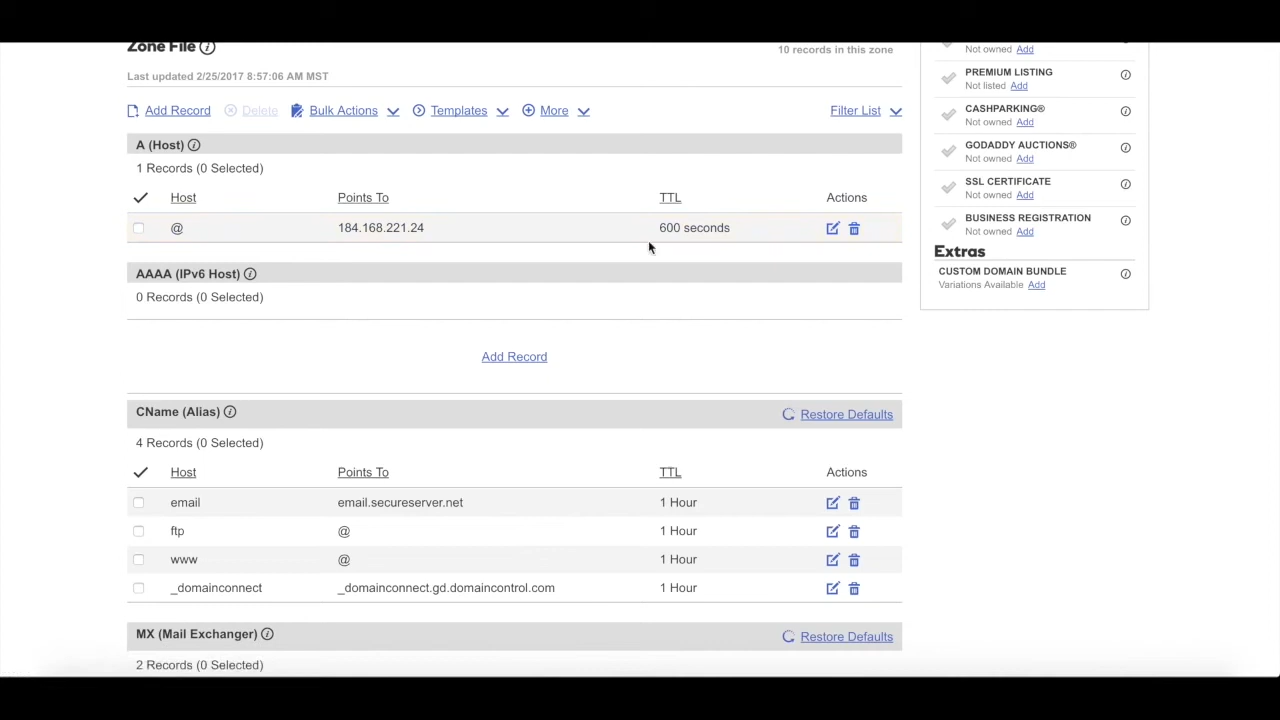 Zone File
10 records in this zone
Last updated 2/25/2017 8:57:06 AM MST
Add Record Delete Bulk Actions Templates More Filter List
A (Host)
1 Records (0 Selected)
Host Points To TTL Actions
@ 184.168.221.24 600 seconds
AAAA (IPv6 Host)
0 Records (0 Selected)
Add Record
CName (Alias) Restore Defaults
4 Records (0 Selected)
Host Points To TTL Actions
email email.secureserver.net 1 Hour
ftp @ 1 Hour
www @ 1 Hour
_domainconnect _domainconnect.gd.domaincontrol.com 1 Hour
MX (Mail Exchanger) Restore Defaults
2 Records (0 Selected)
Not owned Add
PREMIUM LISTING
Not listed Add
CASHPARKING®
Not owned Add
GODADDY AUCTIONS®
Not owned Add
SSL CERTIFICATE
Not owned Add
BUSINESS REGISTRATION
Not owned Add
Extras
CUSTOM DOMAIN BUNDLE
Variations Available Add